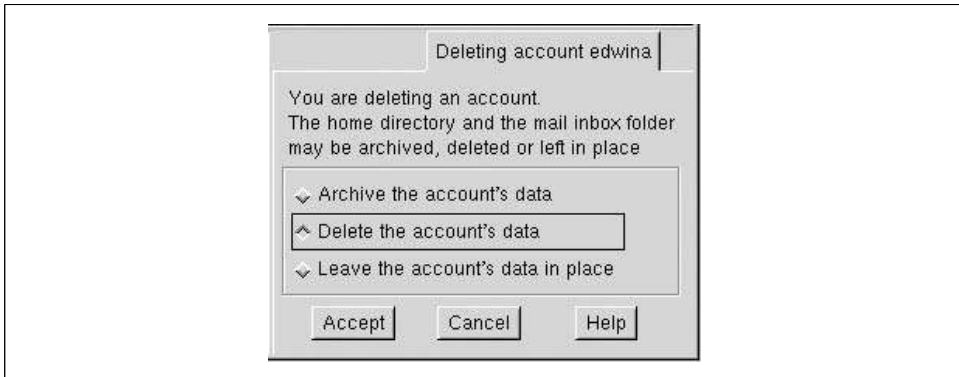 Deleting account edwina
You are deleting an account.
The home directory and the mail inbox folder
may be archived, deleted or left in place
Archive the account's data
Delete the account's data
Leave the account's data in place
Accept Cancel Help